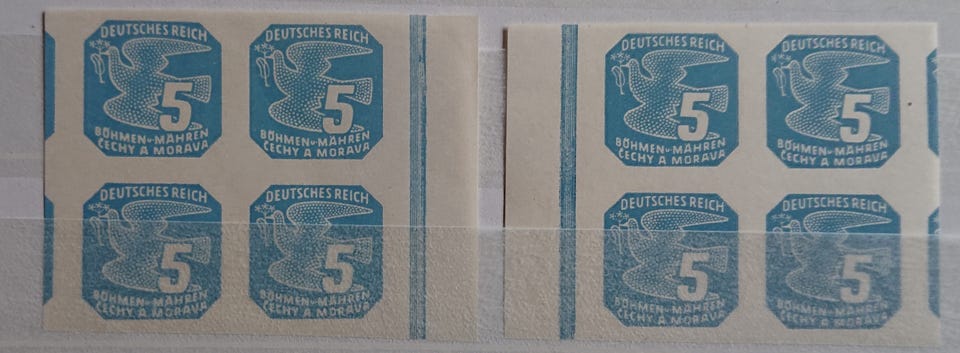 DEUTSCHES REICH
5
BÖHMEN u. MÄHREN
ČECHY A MORAVA
DEUTSCHES REICH
5
BÖHMEN u. MÄHREN
ČECHY A MORAVA
DEUTSCHES REICH
5
BÖHMEN u. MÄHREN
ČECHY A MORAVA
DEUTSCHES REICH
5
BÖHMEN u. MÄHREN
ČECHY A MORAVA
DEUTSCHES REICH
5
BÖHMEN u. MÄHREN
ČECHY A MORAVA
DEUTSCHES REICH
5
BÖHMEN u. MÄHREN
ČECHY A MORAVA
DEUTSCHES REICH
5
BÖHMEN u. MÄHREN
ČECHY A MORAVA
DEUTSCHES REICH
5
BÖHMEN u. MÄHREN
ČECHY A MORAVA